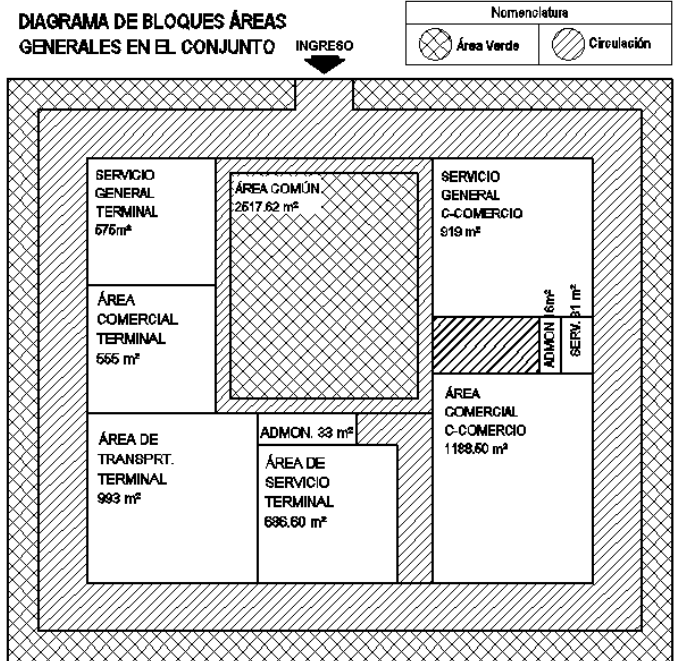 DIAGRAMA DE BLOQUES ÁREAS
GENERALES EN EL CONJUNTO
INGRESO
Nomenclatura
Área Verde
Circulación
SERVICIO
GENERAL
TERMINAL
575m²
ÁREA COMÚN
2517.62 m²
SERVICIO
GENERAL
C-COMERCIO
919 m²
ÁREA
COMERCIAL
TERMINAL
555 m²
ADMON 16m²
SERV. 31 m²
ÁREA
COMERCIAL
C-COMERCIO
1188.50 m²
ÁREA DE
TRANSPRT.
TERMINAL
993 m²
ADMON. 33 m²
ÁREA DE
SERVICIO
TERMINAL
686.60 m²